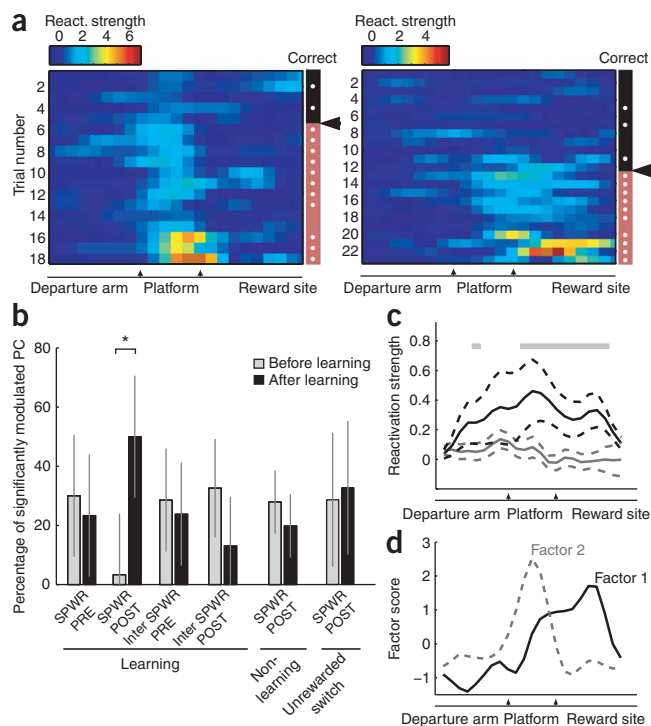 a
React. strength
0 2 4 6
Correct
React. strength
0 2 4
Correct
Trial number
2
4
6
8
10
12
14
16
18
2
4
6
8
10
12
14
16
18
20
22
Departure arm Platform Reward site
Departure arm Platform Reward site
b
Percentage of significantly modulated PC
80
60
40
20
0
*
Before learning
After learning
SPWR PRE
SPWR POST
Inter SPWR PRE
Inter SPWR POST
SPWR POST
SPWR POST
Learning
Non-
learning
Unrewarded
switch
c
Reactivation strength
0.8
0.6
0.4
0.2
0
Departure arm Platform Reward site
d
Factor score
3
2
1
0
−1
Factor 2
Factor 1
Departure arm Platform Reward site